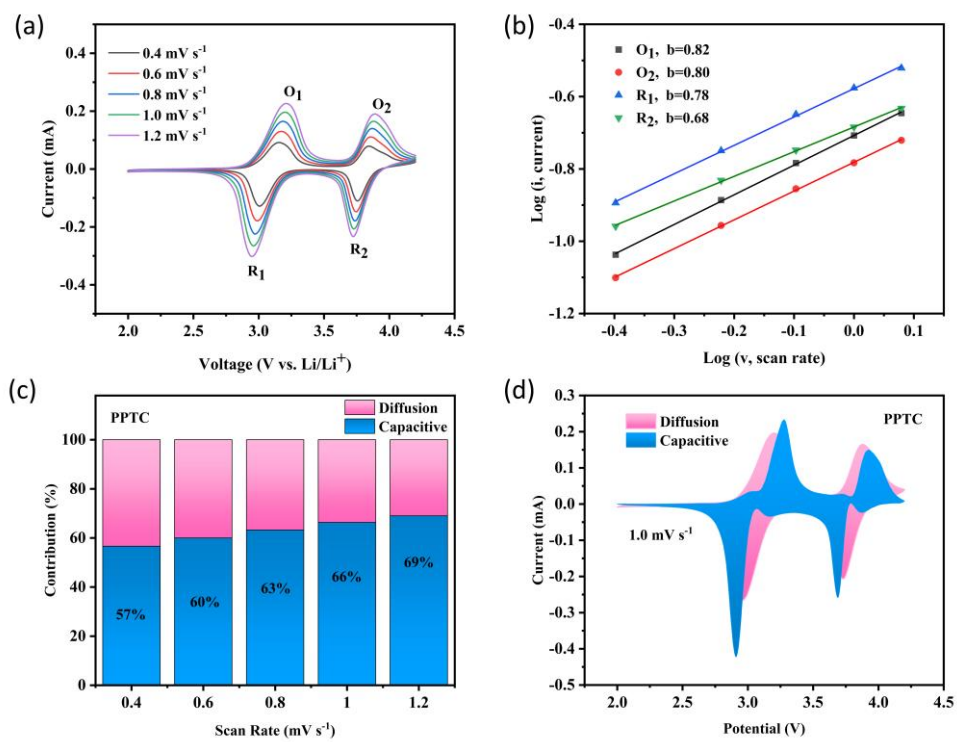 (a)
0.4 mV s⁻¹
0.6 mV s⁻¹
0.8 mV s⁻¹
1.0 mV s⁻¹
1.2 mV s⁻¹
O₁
O₂
R₁
R₂
0.4
0.2
0.0
-0.2
-0.4
Current (mA)
2.0 2.5 3.0 3.5 4.0 4.5
Voltage (V vs. Li/Li⁺)
(b)
O₁, b=0.82
O₂, b=0.80
R₁, b=0.78
R₂, b=0.68
-0.4
-0.6
-0.8
-1.0
-1.2
Log (i, current)
-0.4 -0.3 -0.2 -0.1 0.0 0.1
Log (v, scan rate)
(c)
PPTC
Diffusion
Capacitive
100
80
60
40
20
0
Contribution (%)
57%
60%
63%
66%
69%
0.4 0.6 0.8 1 1.2
Scan Rate (mV s⁻¹)
(d)
Diffusion
Capacitive
PPTC
1.0 mV s⁻¹
0.3
0.2
0.1
0.0
-0.1
-0.2
-0.3
-0.4
-0.5
Current (mA)
2.0 2.5 3.0 3.5 4.0 4.5
Potential (V)